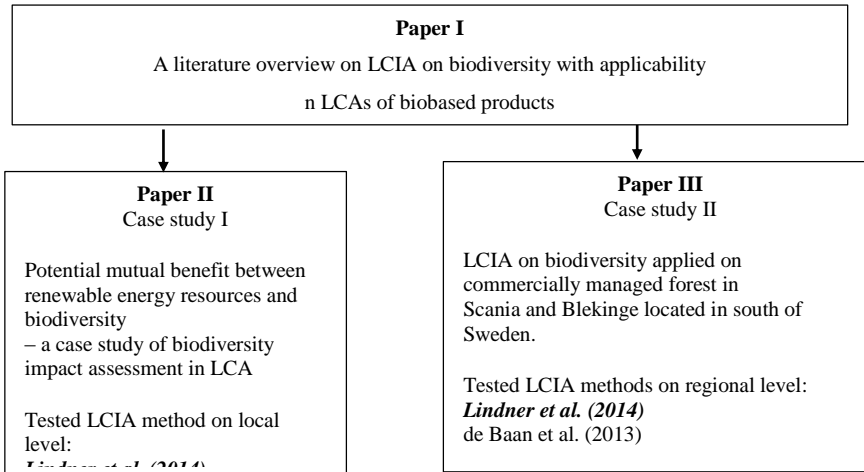 Paper I
A literature overview on LCIA on biodiversity with applicability
n LCAs of biobased products
Paper II
Case study I
Potential mutual benefit between
renewable energy resources and
biodiversity
– a case study of biodiversity
impact assessment in LCA
Tested LCIA method on local
level:
Lindner et al. (2014)
Paper III
Case study II
LCIA on biodiversity applied on
commercially managed forest in
Scania and Blekinge located in south of
Sweden.
Tested LCIA methods on regional level:
Lindner et al. (2014)
de Baan et al. (2013)